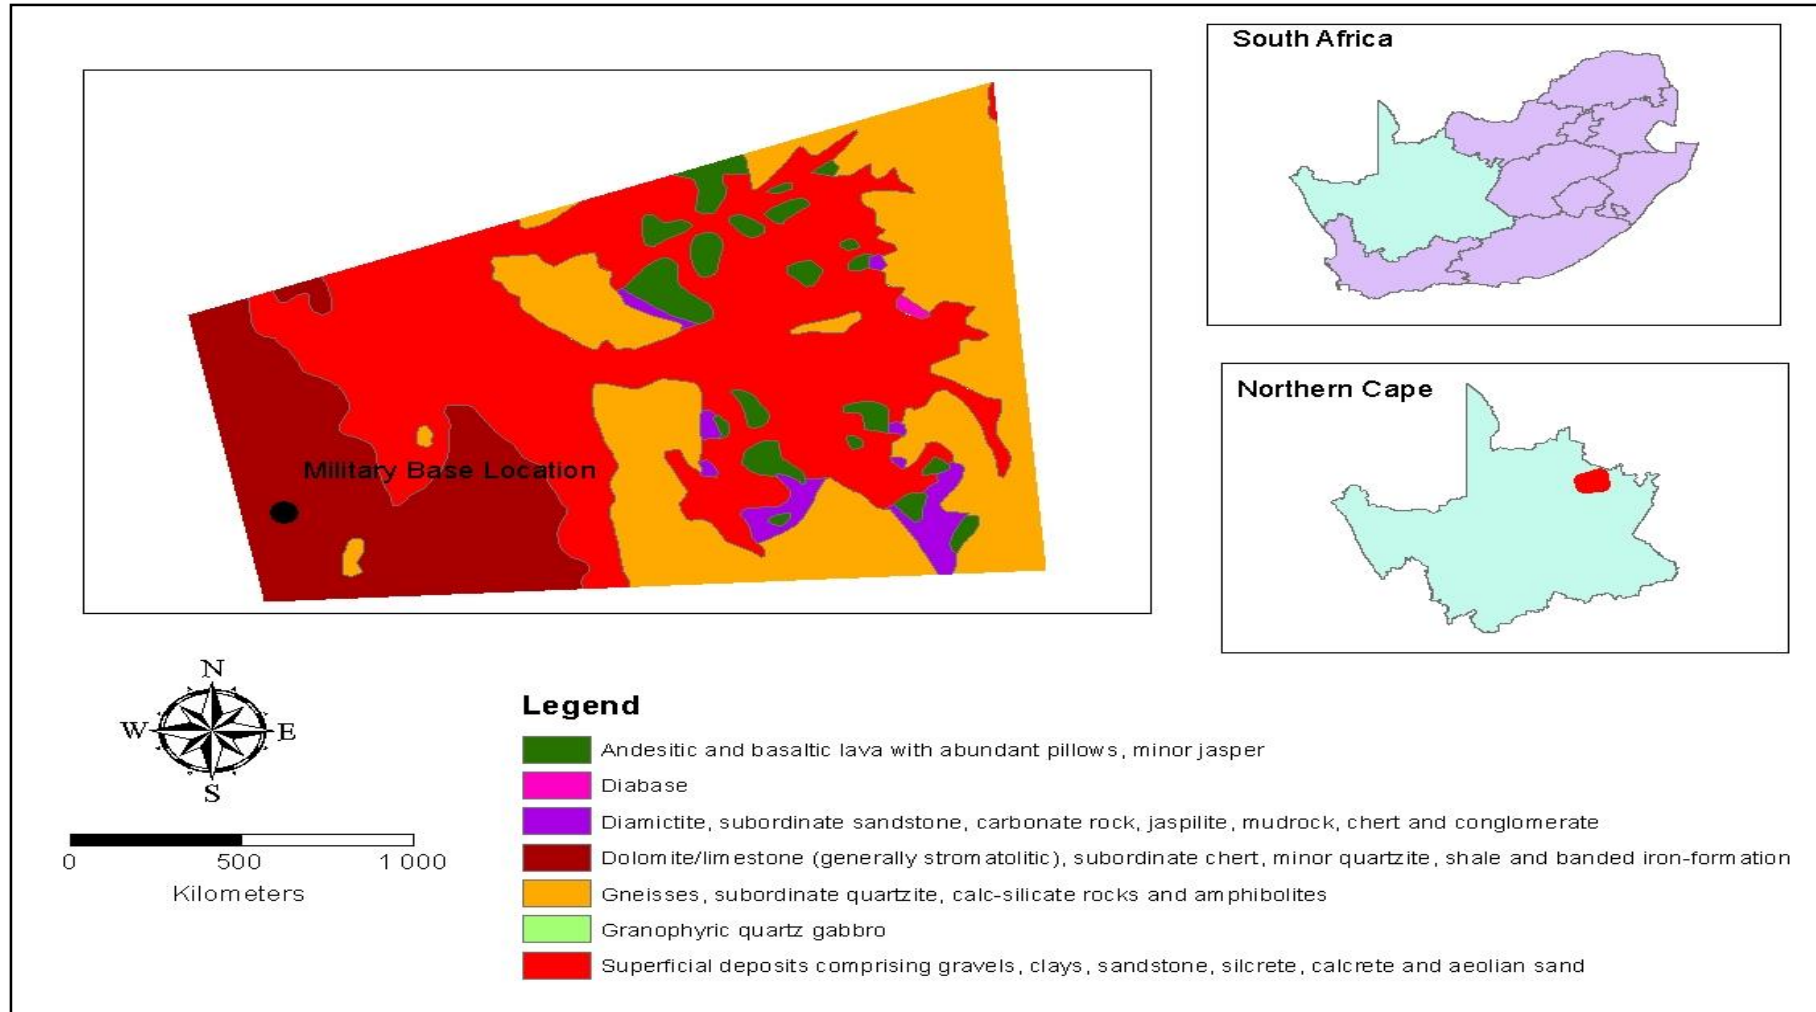 South Africa
Military Base Location
Northern Cape
N
W E
S
0 500 1 000
Kilometers
Legend
Andesitic and basaltic lava with abundant pillows, minor jasper
Diabase
Diamictite, subordinate sandstone, carbonate rock, jaspilite, mudrock, chert and conglomerate
Dolomite/limestone (generally stromatolitic), subordinate chert, minor quartzite, shale and banded iron-formation
Gneisses, subordinate quartzite, calc-silicate rocks and amphibolites
Granophyric quartz gabbro
Superficial deposits comprising gravels, clays, sandstone, silcrete, calcrete and aeolian sand